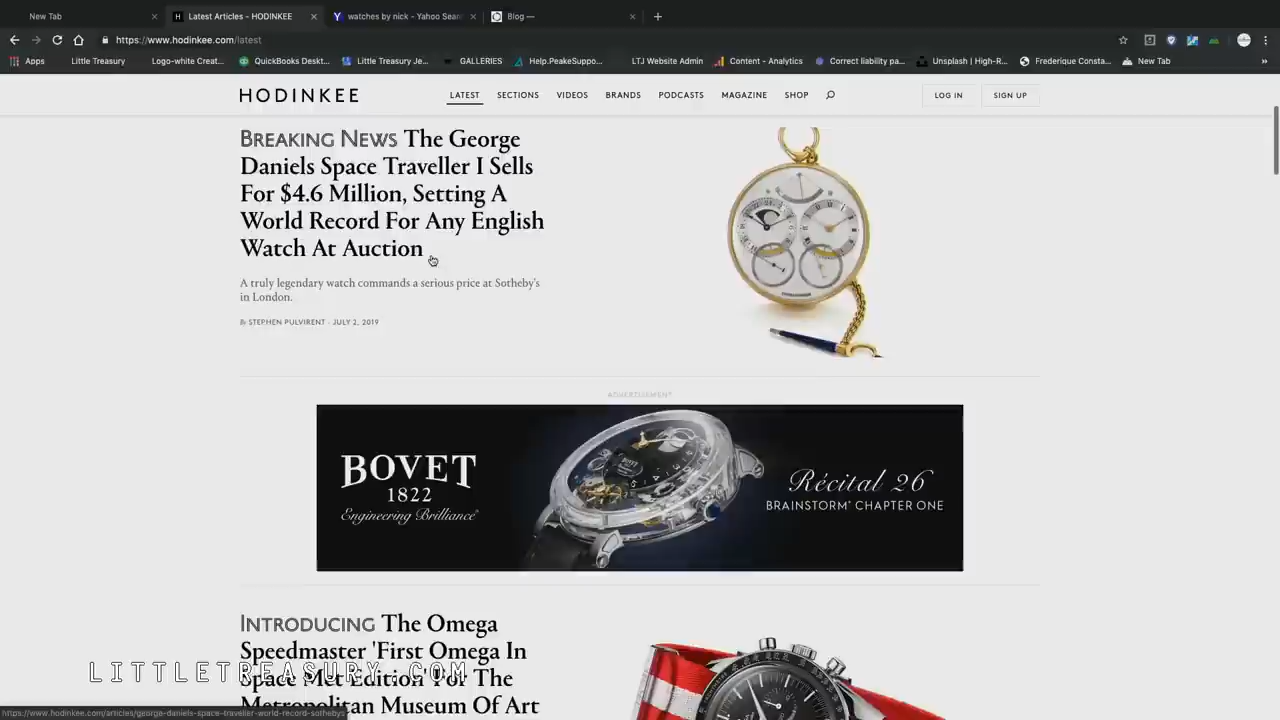 New Tab
Latest Articles - HODINKEE
watches by nick - Yahoo Sear
Blog —
https://www.hodinkee.com/latest
Apps
Little Treasury
Logo-white Creat...
QuickBooks Deskt...
Little Treasury Je...
GALLERIES
Help.PeakeSuppo...
LTJ Website Admin
Content - Analytics
Correct liability pa...
Unsplash | High-R...
Frederique Consta...
New Tab
HODINKEE
LATEST
SECTIONS
VIDEOS
BRANDS
PODCASTS
MAGAZINE
SHOP
LOG IN
SIGN UP
BREAKING NEWS The George
Daniels Space Traveller I Sells
For $4.6 Million, Setting A
World Record For Any English
Watch At Auction
A truly legendary watch commands a serious price at Sotheby's
in London.
By STEPHEN PULVIRENT - JULY 2, 2019
ADVERTISEMENT
BOVET
1822
Engineering Brilliance®
Récital 26
BRAINSTORM® CHAPTER ONE
INTRODUCING The Omega
Speedmaster 'First Omega In
Space Met Edition' For The
Metropolitan Museum Of Art
LITTLETREASURY.COM
https://www.hodinkee.com/articles/george-daniels-space-traveller-world-record-sothebys